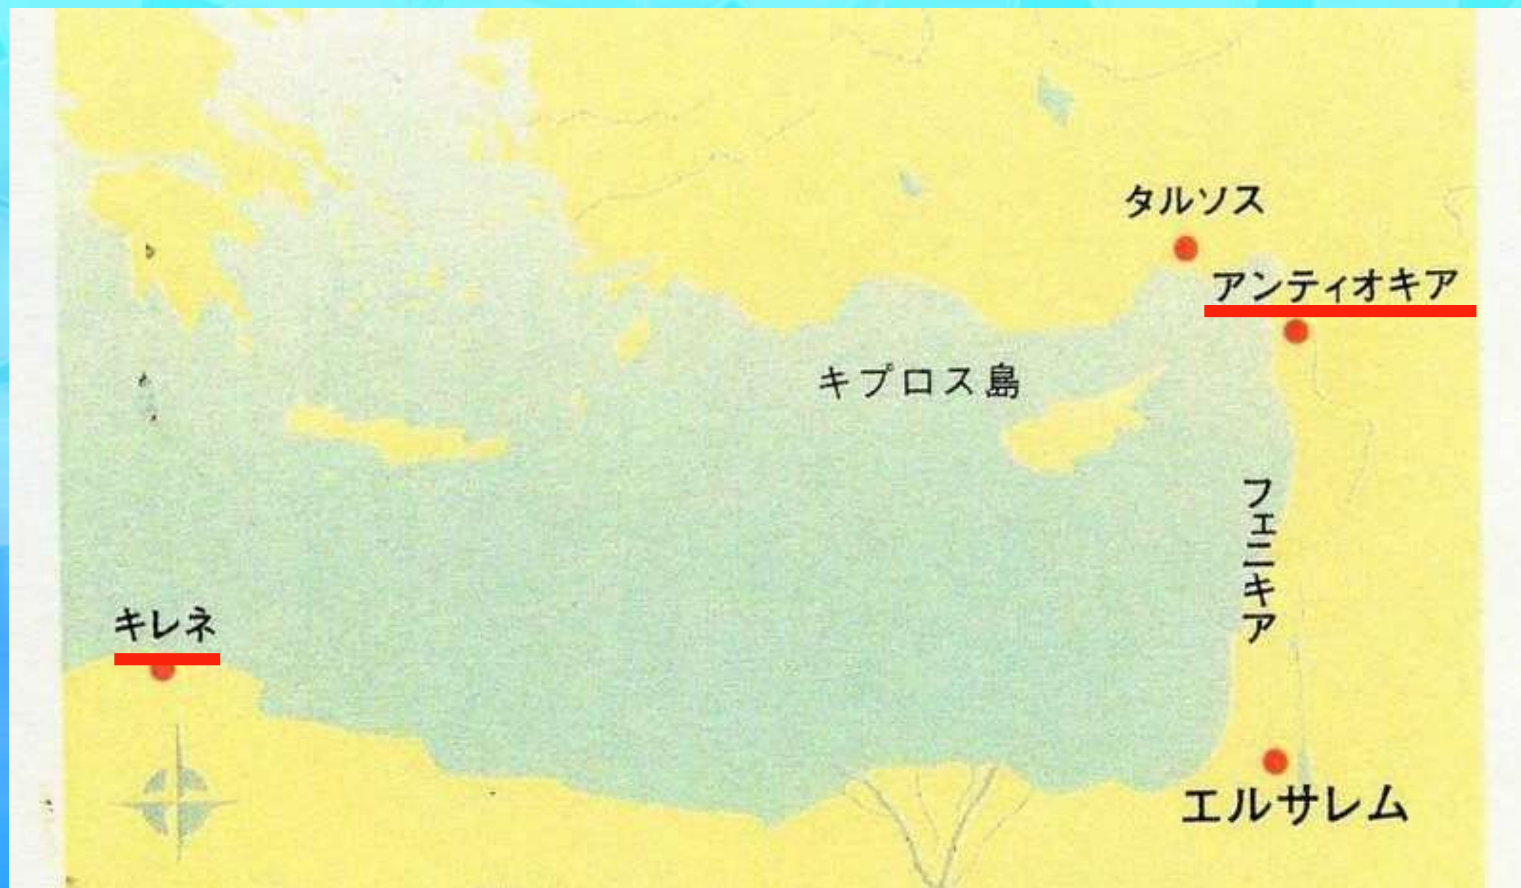 タルソス
アンティオキア
キプロス島
フェニキア
キレネ
エルサレム